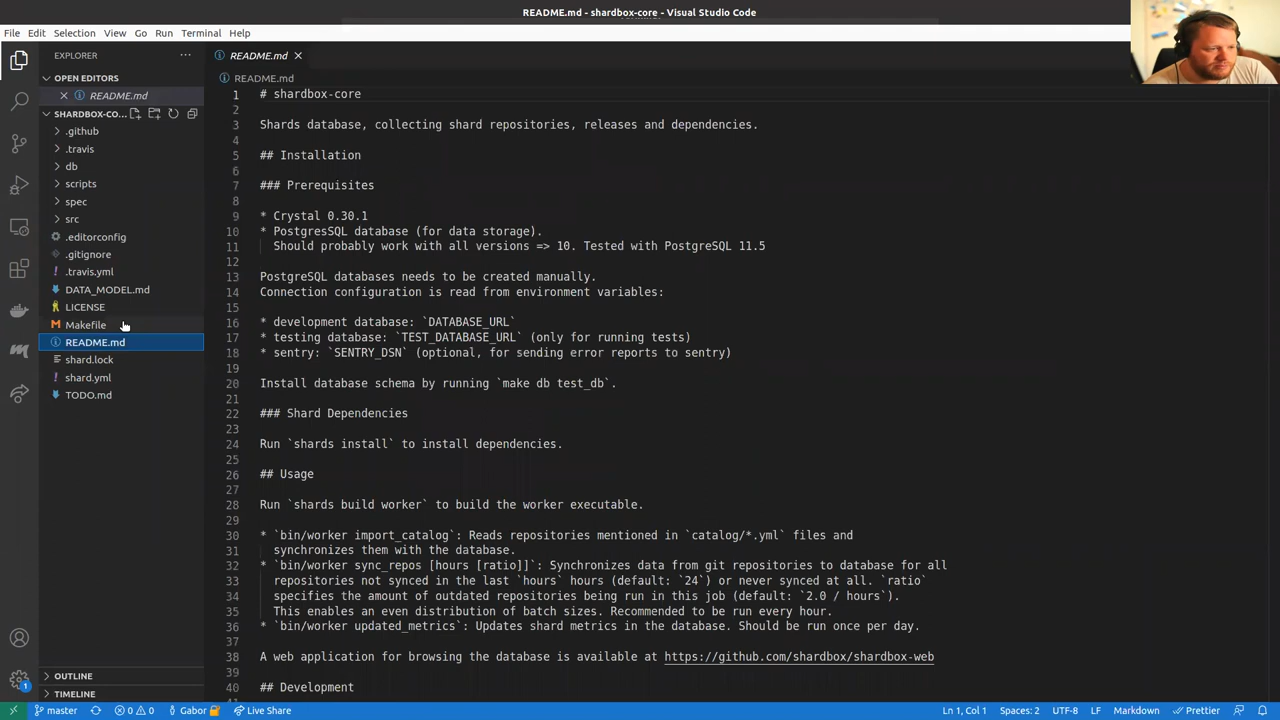 README.md - shardbox-core - Visual Studio Code
File Edit Selection View Go Run Terminal Help
EXPLORER
OPEN EDITORS
README.md
SHARDBOX-CO...
.github
.travis
db
scripts
spec
src
.editorconfig
.gitignore
.travis.yml
DATA_MODEL.md
LICENSE
Makefile
README.md
shard.lock
shard.yml
TODO.md
OUTLINE
TIMELINE
README.md
README.md
1 # shardbox-core
2
3 Shards database, collecting shard repositories, releases and dependencies.
4
5 ## Installation
6
7 ### Prerequisites
8
9 * Crystal 0.30.1
10 * PostgresSQL database (for data storage).
11 Should probably work with all versions => 10. Tested with PostgreSQL 11.5
12
13 PostgreSQL databases needs to be created manually.
14 Connection configuration is read from environment variables:
15
16 * development database: `DATABASE_URL`
17 * testing database: `TEST_DATABASE_URL` (only for running tests)
18 * sentry: `SENTRY_DSN` (optional, for sending error reports to sentry)
19
20 Install database schema by running `make db test_db`.
21
22 ### Shard Dependencies
23
24 Run `shards install` to install dependencies.
25
26 ## Usage
27
28 Run `shards build worker` to build the worker executable.
29
30 * `bin/worker import_catalog`: Reads repositories mentioned in `catalog/*.yml` files and
31 synchronizes them with the database.
32 * `bin/worker sync_repos [hours [ratio]]`: Synchronizes data from git repositories to database for all
33 repositories not synced in the last `hours` hours (default: `24`) or never synced at all. `ratio`
34 specifies the amount of outdated repositories being run in this job (default: `2.0 / hours`).
35 This enables an even distribution of batch sizes. Recommended to be run every hour.
36 * `bin/worker updated_metrics`: Updates shard metrics in the database. Should be run once per day.
37
38 A web application for browsing the database is available at https://github.com/shardbox/shardbox-web
39
40 ## Development
1
master 0 0 Gabor Live Share
Ln 1, Col 1 Spaces: 2 UTF-8 LF Markdown Prettier